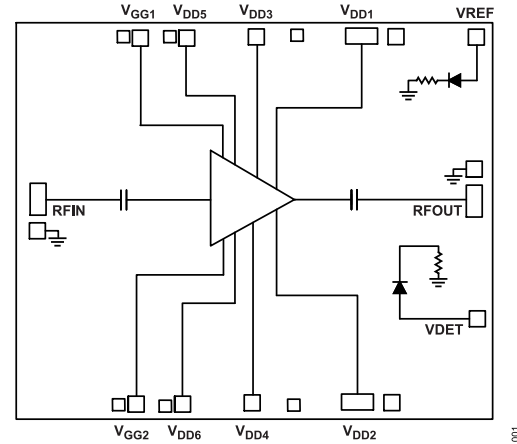 VGG1 VDD5 VDD3 VDD1 VREF
RFIN RFOUT
VDET
VGG2 VDD6 VDD4 VDD2
001